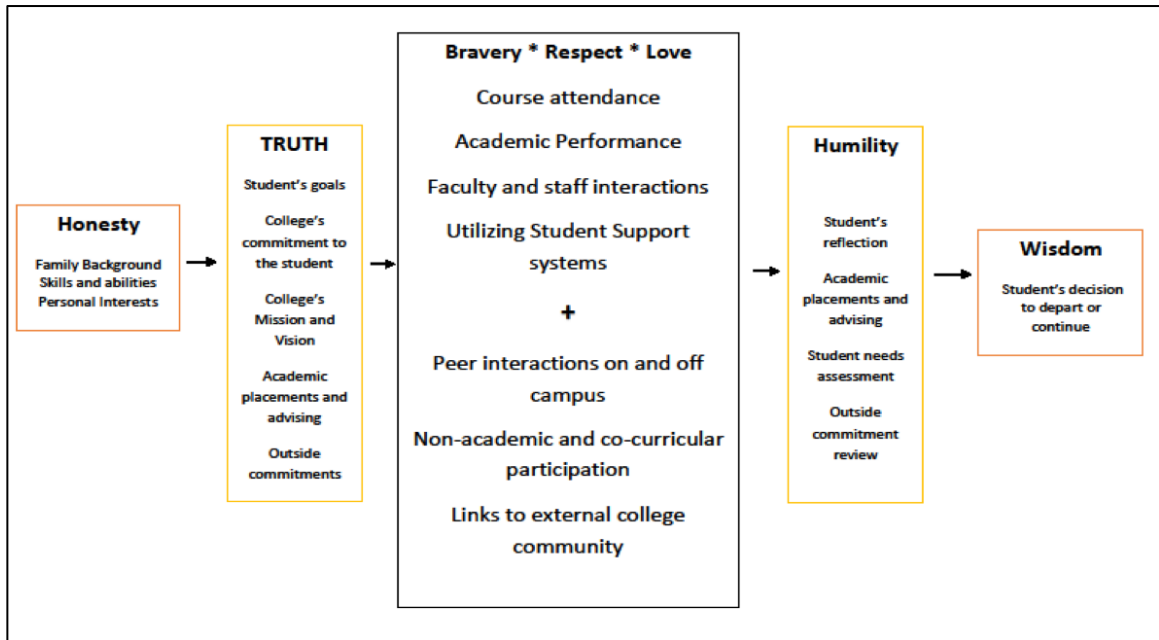 Honesty
Family Background
Skills and abilities
Personal Interests
TRUTH
Student's goals
College's
commitment to
the student
College's
Mission and
Vision
Academic
placements and
advising
Outside
commitments
Bravery * Respect * Love
Course attendance
Academic Performance
Faculty and staff interactions
Utilizing Student Support
systems
+
Peer interactions on and off
campus
Non-academic and co-curricular
participation
Links to external college
community
Humility
Student's
reflection
Academic
placements and
advising
Student needs
assessment
Outside
commitment
review
Wisdom
Student's decision
to depart or
continue